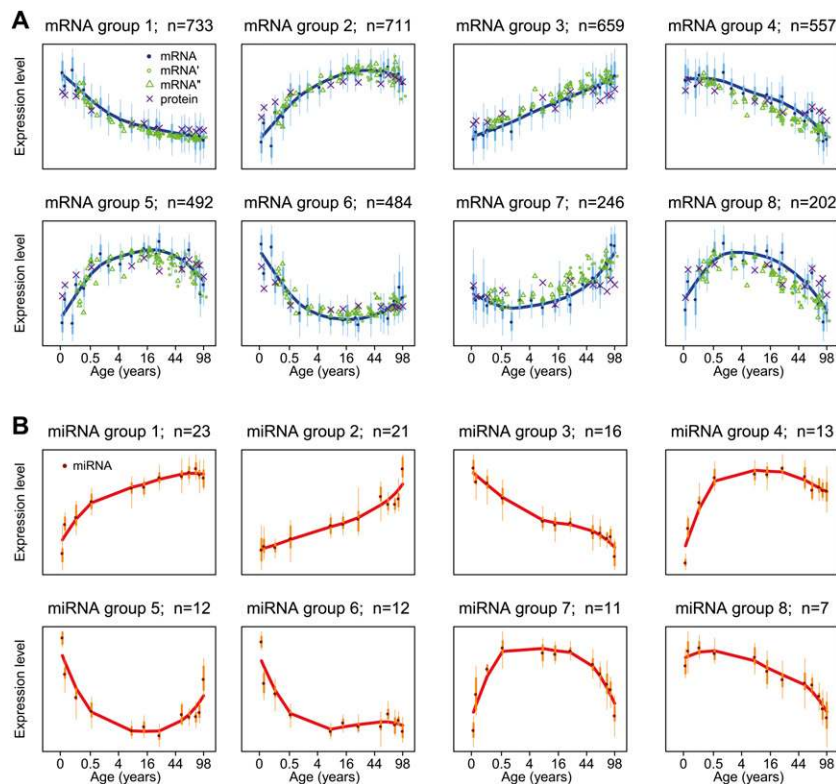 A
mRNA group 1; n=733
mRNA group 2; n=711
mRNA group 3; n=659
mRNA group 4; n=557
Expression level
mRNA
mRNA'
mRNA"
protein
mRNA group 5; n=492
mRNA group 6; n=484
mRNA group 7; n=246
mRNA group 8; n=202
Expression level
0 0.5 4 16 44 98
0 0.5 4 16 44 98
0 0.5 4 16 44 98
0 0.5 4 16 44 98
Age (years)
Age (years)
Age (years)
Age (years)
B
miRNA group 1; n=23
miRNA group 2; n=21
miRNA group 3; n=16
miRNA group 4; n=13
Expression level
miRNA
miRNA group 5; n=12
miRNA group 6; n=12
miRNA group 7; n=11
miRNA group 8; n=7
Expression level
0 0.5 4 16 44 98
0 0.5 4 16 44 98
0 0.5 4 16 44 98
0 0.5 4 16 44 98
Age (years)
Age (years)
Age (years)
Age (years)